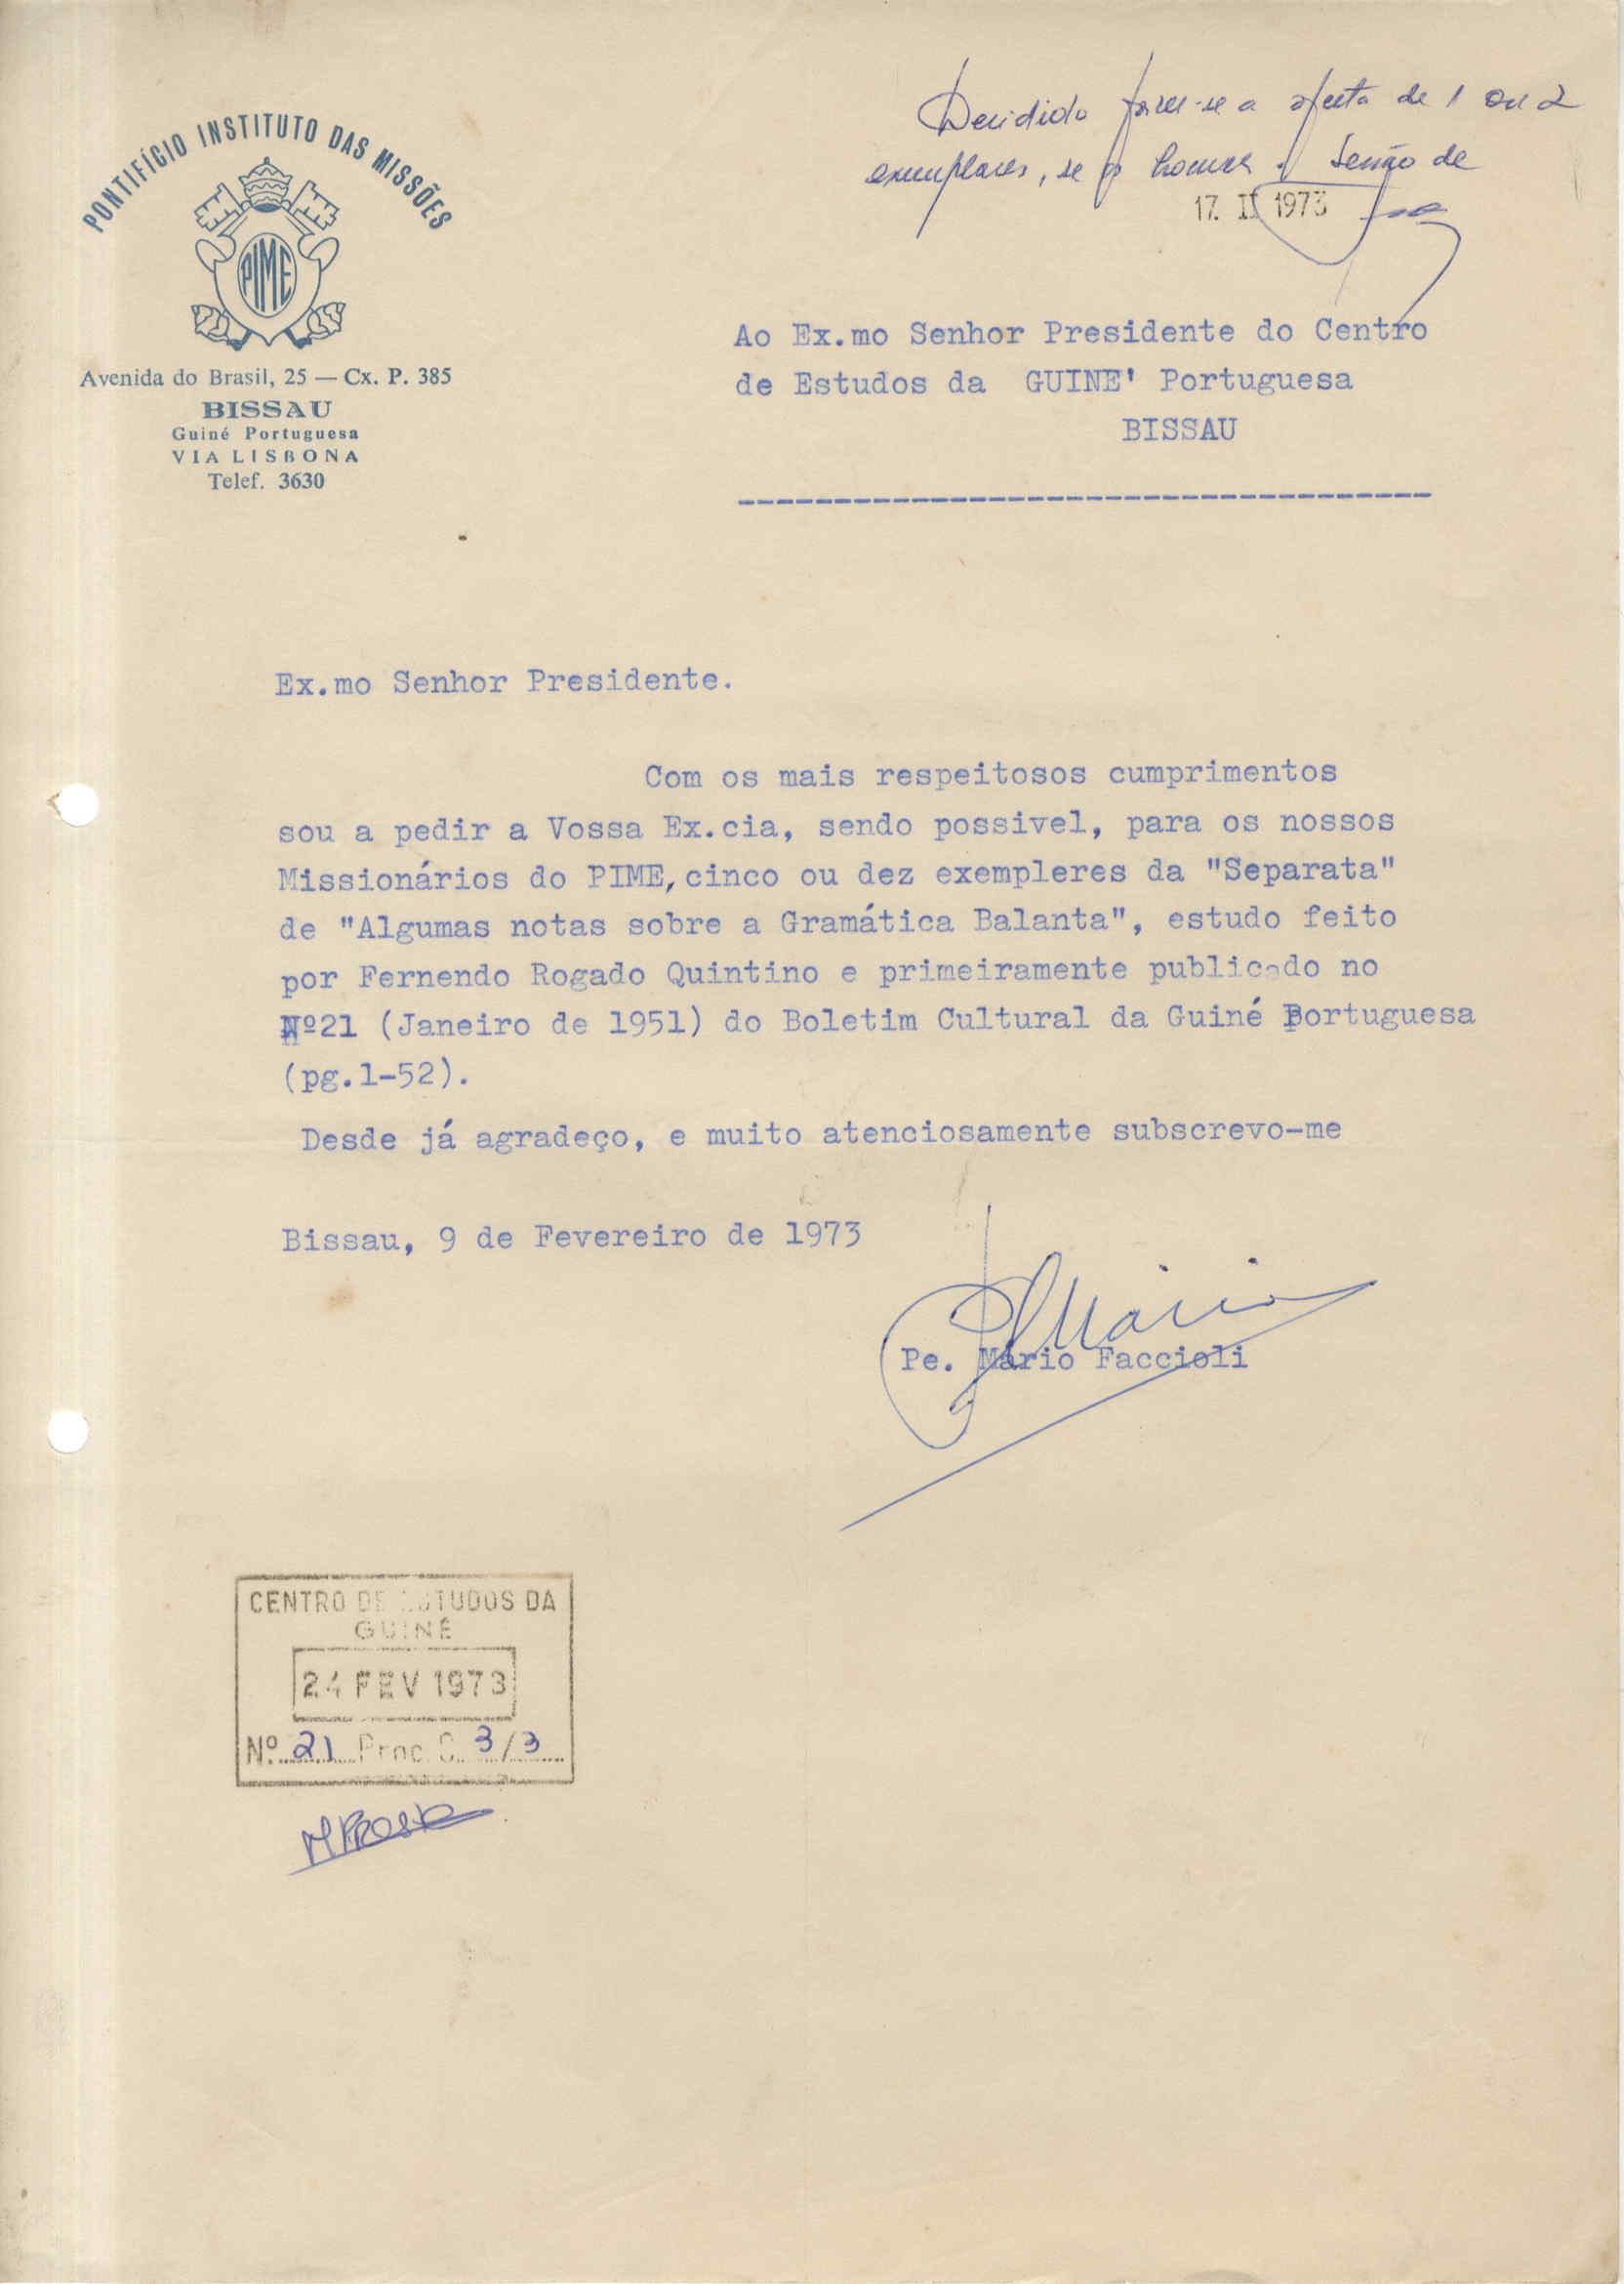 PONTIFÍCIO INSTITUTO DAS MISSÕES
PIME
Avenida do Brasil, 25 — Cx. P. 385
BISSAU
Guiné Portuguesa
VIA LISBONA
Telef. 3630
Decidido fazer-se a oferta de 1 ou 2
exemplares, se os houver. Sessão de
17. II 1973
Ao Ex.mo Senhor Presidente do Centro
de Estudos da GUINE' Portuguesa
BISSAU
Ex.mo Senhor Presidente.
Com os mais respeitosos cumprimentos
sou a pedir a Vossa Ex.cia, sendo possivel, para os nossos
Missionários do PIME, cinco ou dez exempleres da "Separata"
de "Algumas notas sobre a Gramática Balanta", estudo feito
por Fernendo Rogado Quintino e primeiramente publicado no
Nº21 (Janeiro de 1951) do Boletim Cultural da Guiné Portuguesa
(pg.1-52).
Desde já agradeço, e muito atenciosamente subscrevo-me
Bissau, 9 de Fevereiro de 1973
P. Mário
Pe. Mário Faccioli
CENTRO DE ESTUDOS DA
GUINÉ
24 FEV 1973
Nº. 21 Proc. C. 3/3